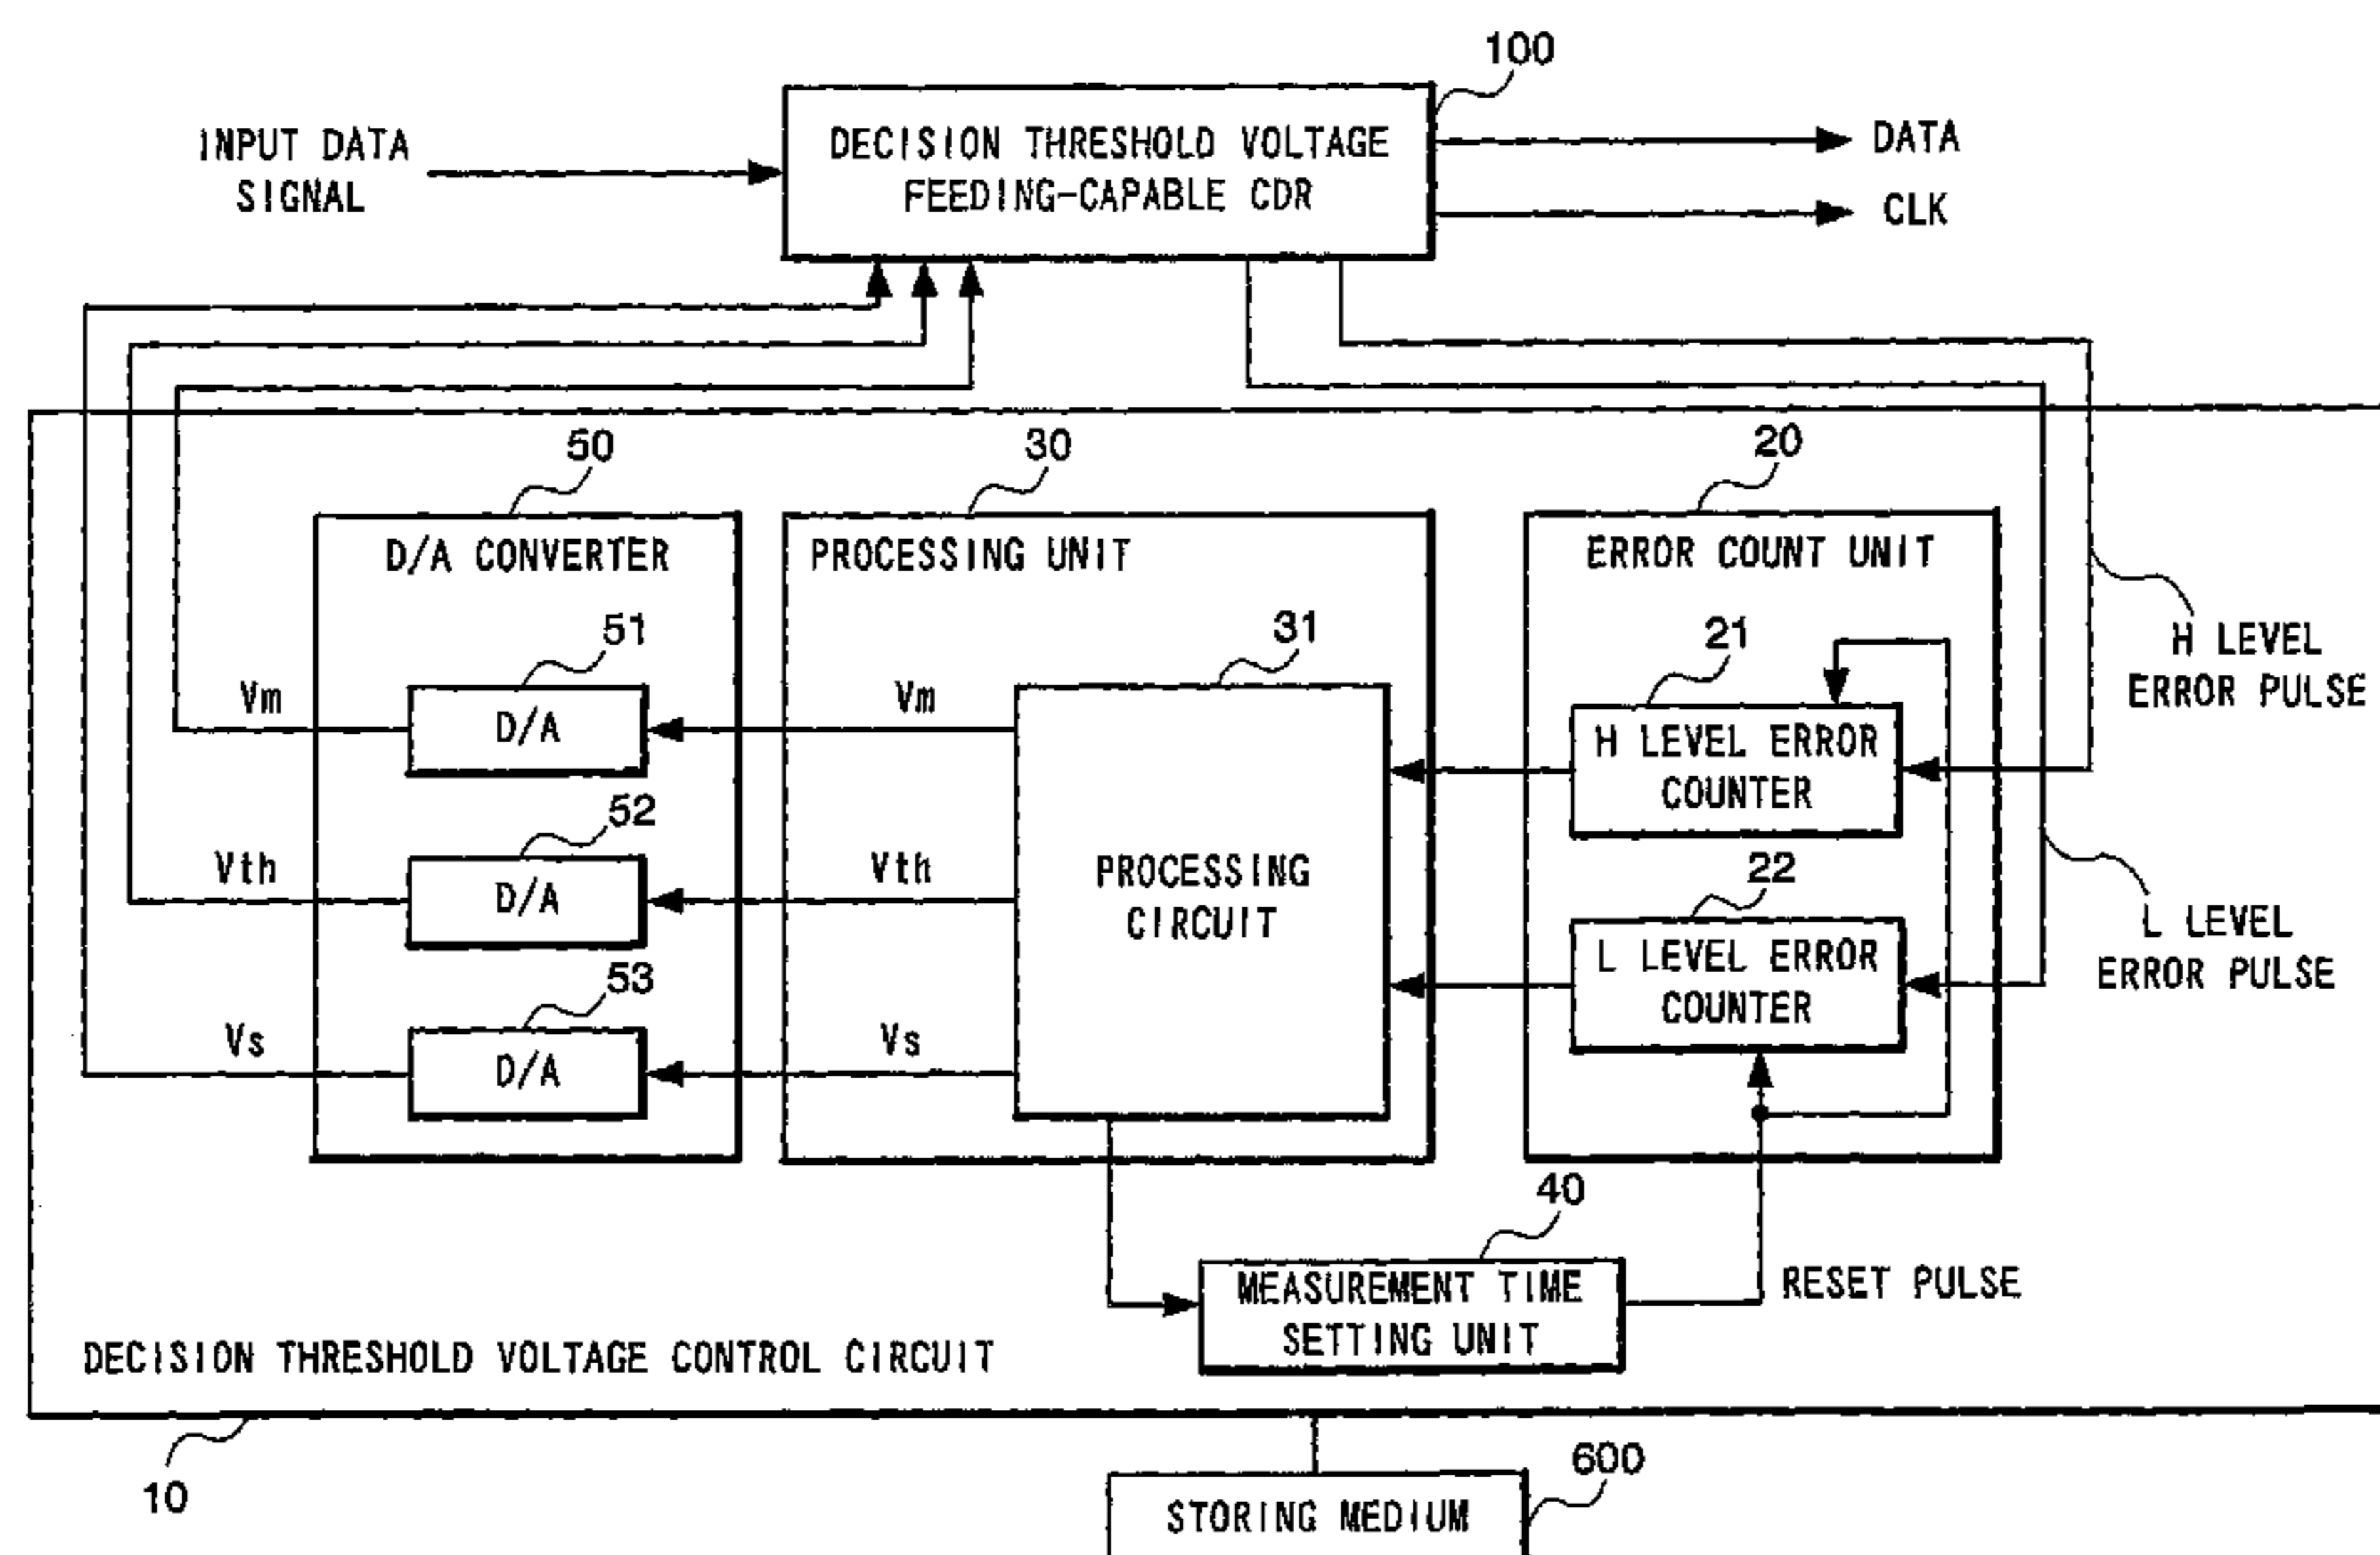 100
INPUT DATA
SIGNAL
DECISION THRESHOLD VOLTAGE
FEEDING-CAPABLE CDR
DATA
CLK
50
30
20
D/A CONVERTER
PROCESSING UNIT
ERROR COUNT UNIT
51
31
21
H LEVEL
ERROR PULSE
Vm
D/A
Vm
H LEVEL ERROR
COUNTER
52
22
Vth
D/A
Vth
PROCESSING
CIRCUIT
L LEVEL
ERROR PULSE
L LEVEL ERROR
COUNTER
53
Vs
D/A
Vs
40
MEASUREMENT TIME
SETTING UNIT
RESET PULSE
DECISION THRESHOLD VOLTAGE CONTROL CIRCUIT
10
600
STORING MEDIUM